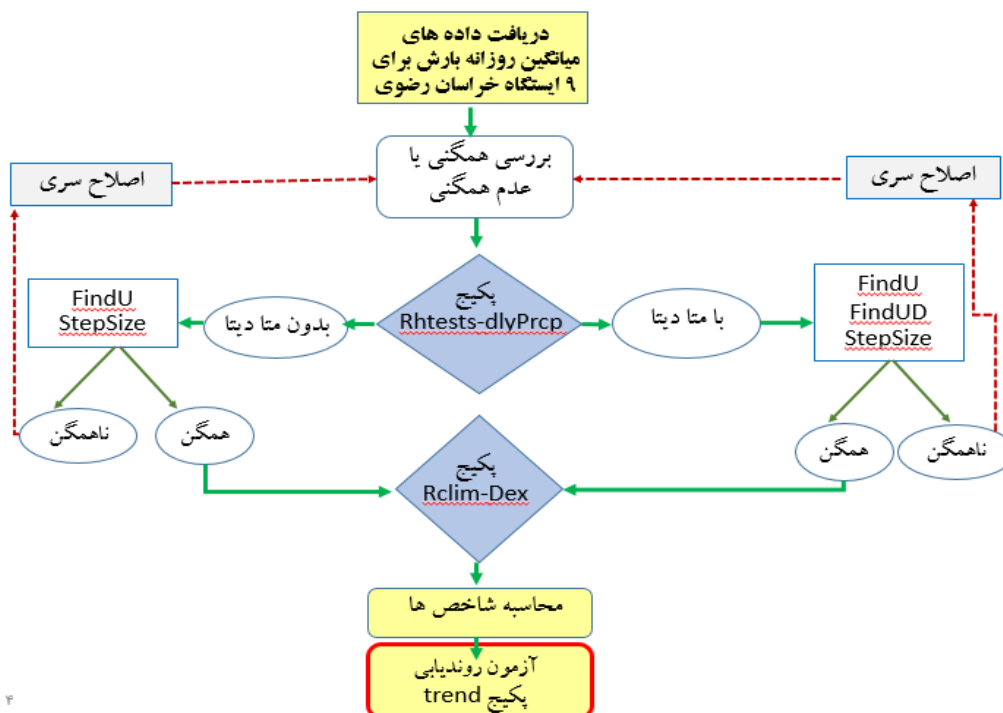 دریافت داده های
میانگین روزانه بارش برای
۹ ایستگاه خراسان رضوی
بررسی همگنی یا
عدم همگنی
اصلاح سری
اصلاح سری
پکیج
Rhtests-dlyPrcp
با متا دیتا
بدون متا دیتا
FindU
FindUD
StepSize
FindU
StepSize
ناهمگن
همگن
همگن
ناهمگن
پکیج
Rclim-Dex
محاسبه شاخص ها
آزمون روندیابی
پکیج trend
۴